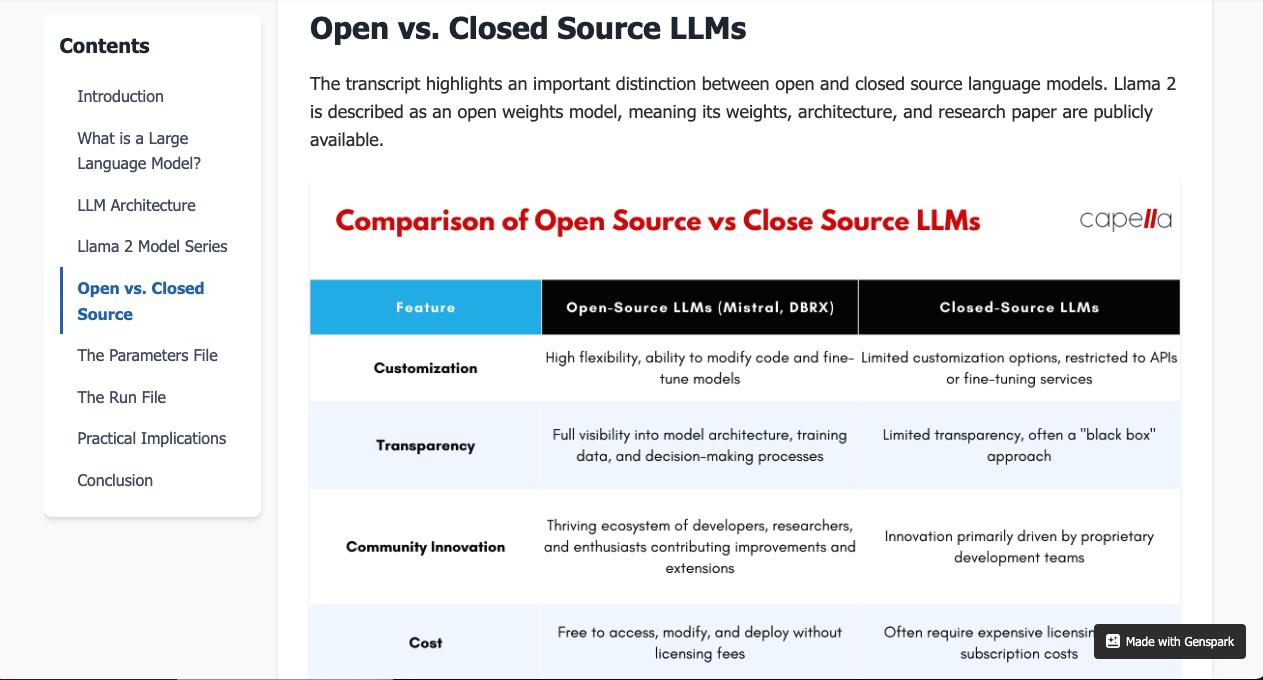 Contents
Introduction
What is a Large
Language Model?
LLM Architecture
Llama 2 Model Series
Open vs. Closed
Source
The Parameters File
The Run File
Practical Implications
Conclusion
Open vs. Closed Source LLMs
The transcript highlights an important distinction between open and closed source language models. Llama 2
is described as an open weights model, meaning its weights, architecture, and research paper are publicly
available.
Comparison of Open Source vs Close Source LLMs
capella
Feature
Open-Source LLMs (Mistral, DBRX)
Closed-Source LLMs
Customization
High flexibility, ability to modify code and fine-
tune models
Limited customization options, restricted to APIs
or fine-tuning services
Transparency
Full visibility into model architecture, training
data, and decision-making processes
Limited transparency, often a "black box"
approach
Community Innovation
Thriving ecosystem of developers, researchers,
and enthusiasts contributing improvements and
extensions
Innovation primarily driven by proprietary
development teams
Cost
Free to access, modify, and deploy without
licensing fees
Often require expensive
subscription costs
Made with Genspark